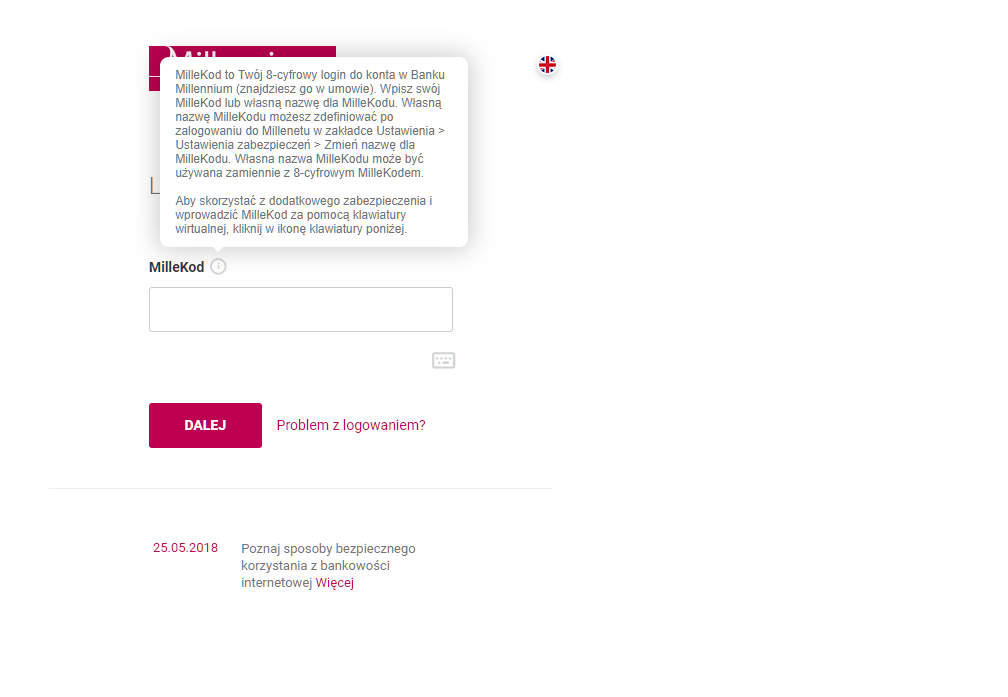 MilleKod to Twój 8-cyfrowy login do konta w Banku
Millennium (znajdziesz go w umowie). Wpisz swój
MilleKod lub własną nazwę dla MilleKodu. Własną
nazwę MilleKodu możesz zdefiniować po
zalogowaniu do Millenetu w zakładce Ustawienia >
Ustawienia zabezpieczeń > Zmień nazwę dla
MilleKodu. Własna nazwa MilleKodu może być
używana zamiennie z 8-cyfrowym MilleKodem.
Aby skorzystać z dodatkowego zabezpieczenia i
wprowadzić MilleKod za pomocą klawiatury
wirtualnej, kliknij w ikonę klawiatury poniżej.
MilleKod
DALEJ
Problem z logowaniem?
25.05.2018
Poznaj sposoby bezpiecznego
korzystania z bankowości
internetowej Więcej